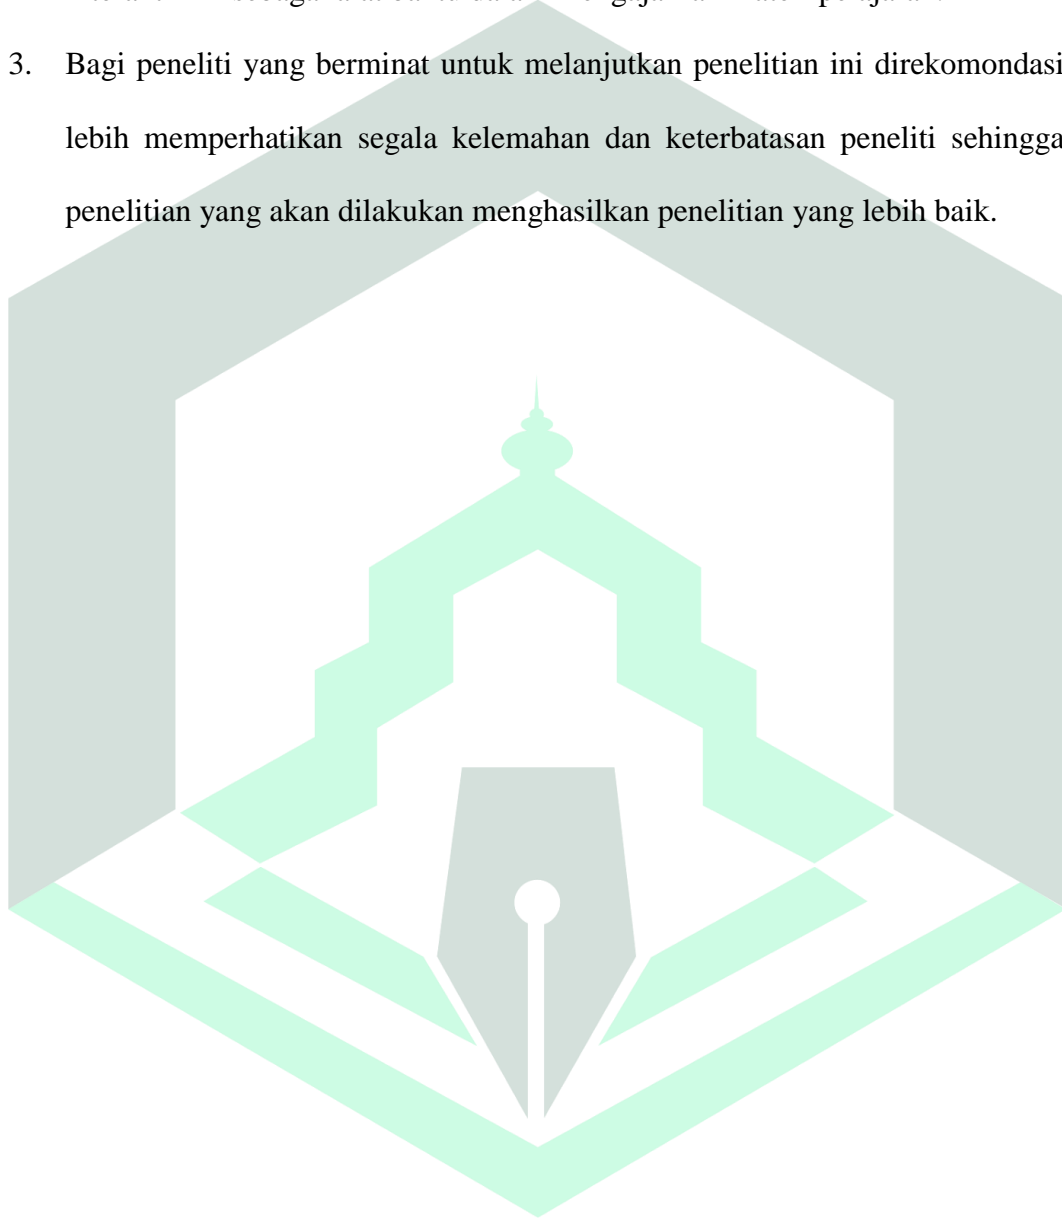 3. Bagi peneliti yang berminat untuk melanjutkan penelitian ini direkomondasi
lebih memperhatikan segala kelemahan dan keterbatasan peneliti sehingga
penelitian yang akan dilakukan menghasilkan penelitian yang lebih baik.